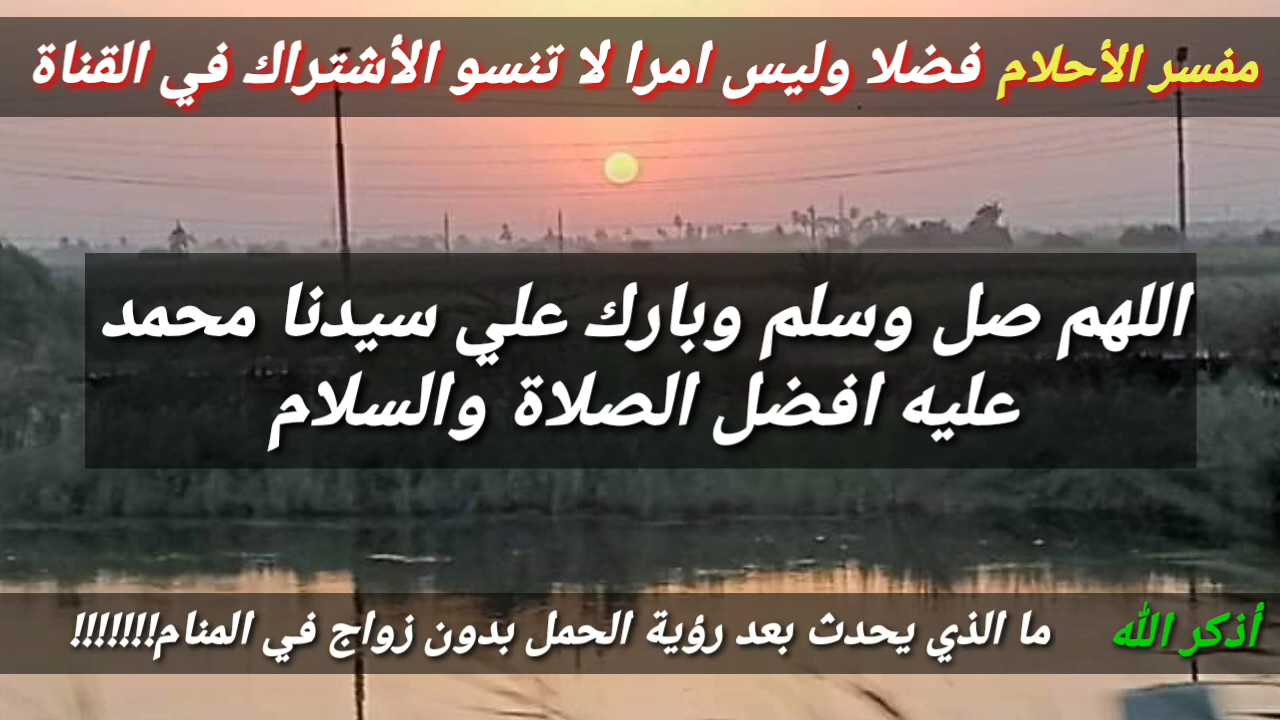 مفسر الأحلام فضلا وليس امرا لا تنسو الأشتراك في القناة
اللهم صل وسلم وبارك علي سيدنا محمد
عليه افضل الصلاة والسلام
أذكر الله ما الذي يحدث بعد رؤية الحمل بدون زواج في المنام!!!!!!!